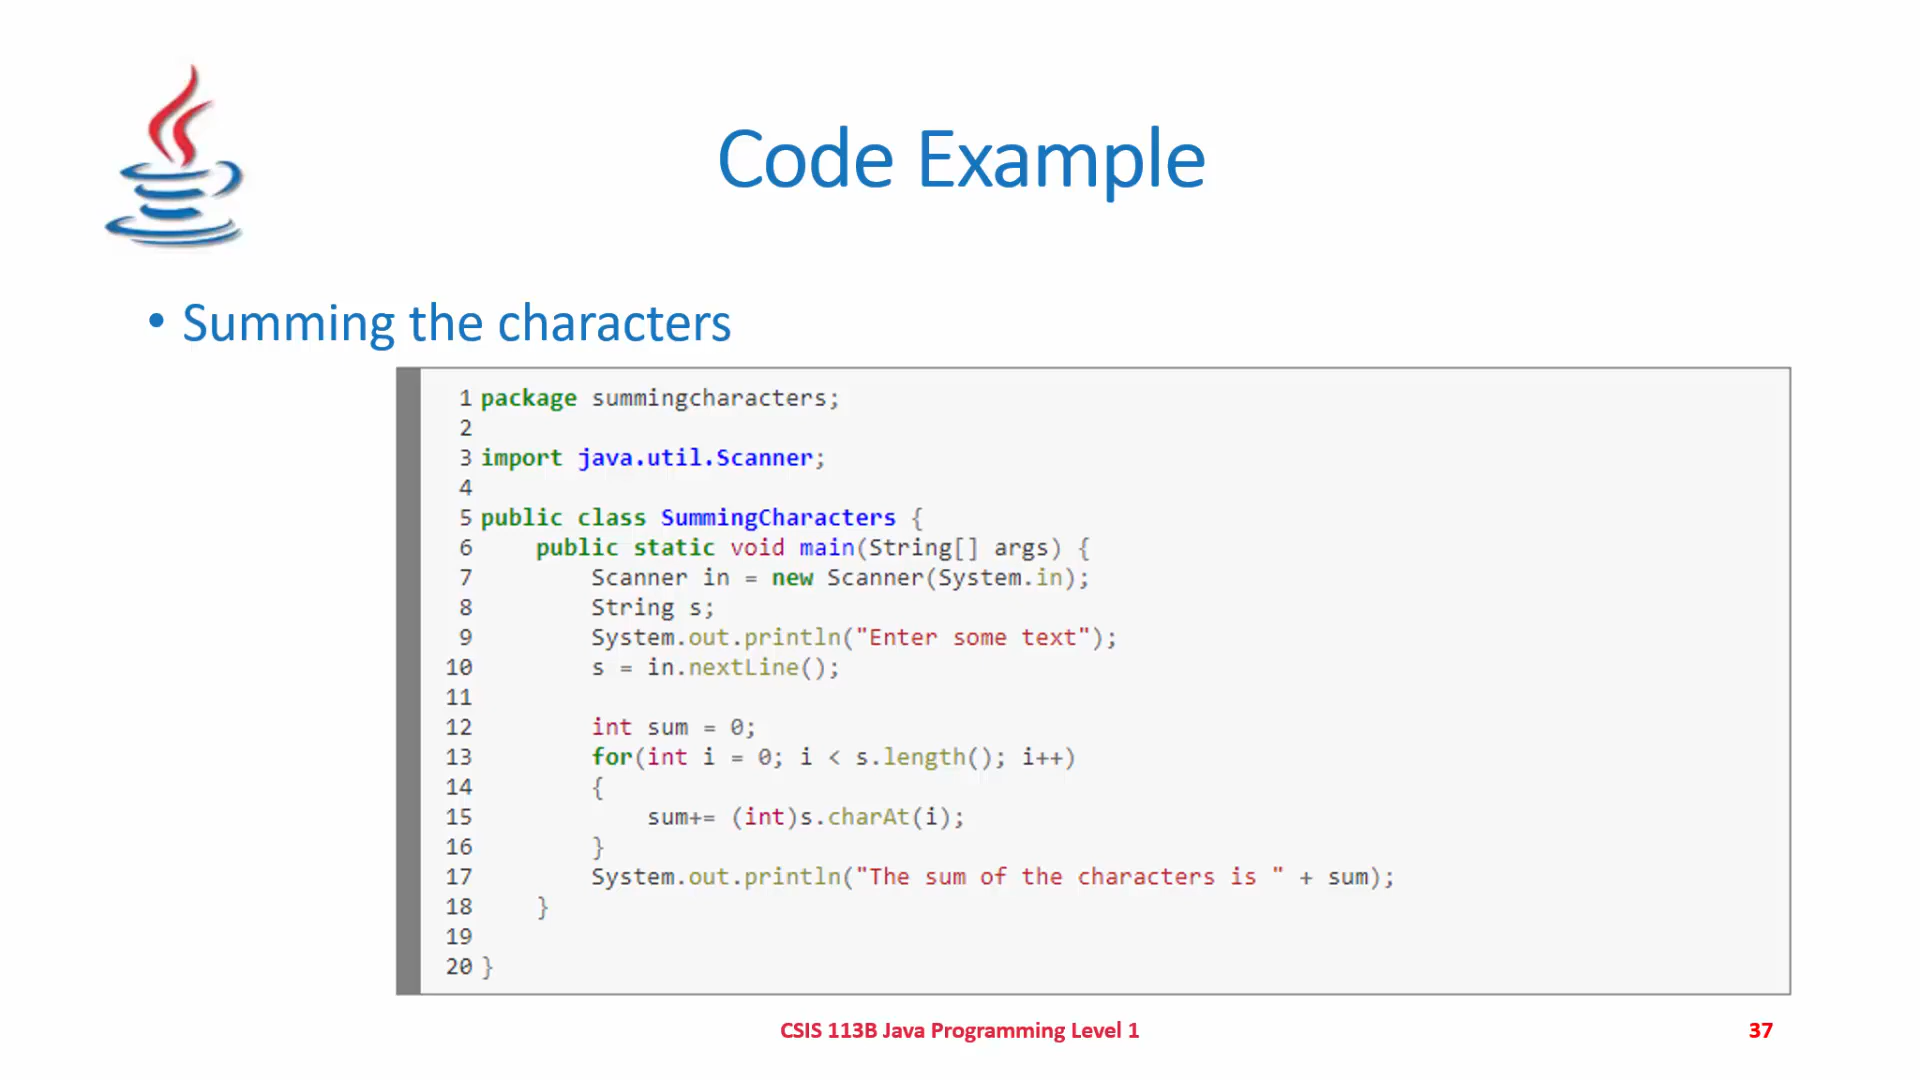 Code Example
• Summing the characters
1 package summingcharacters;
2
3 import java.util.Scanner;
4
5 public class SummingCharacters {
6     public static void main(String[] args) {
7         Scanner in = new Scanner(System.in);
8         String s;
9         System.out.println("Enter some text");
10         s = in.nextLine();
11
12         int sum = 0;
13         for(int i = 0; i < s.length(); i++)
14         {
15             sum+= (int)s.charAt(i);
16         }
17         System.out.println("The sum of the characters is " + sum);
18     }
19
20 }
CSIS 113B Java Programming Level 1
37